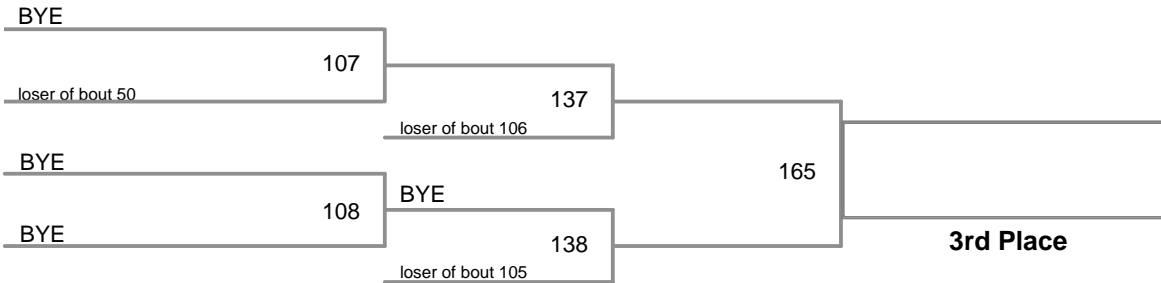 BYE
107
loser of bout 50
137
loser of bout 106
BYE
165
BYE
108
BYE
138
3rd Place
loser of bout 105